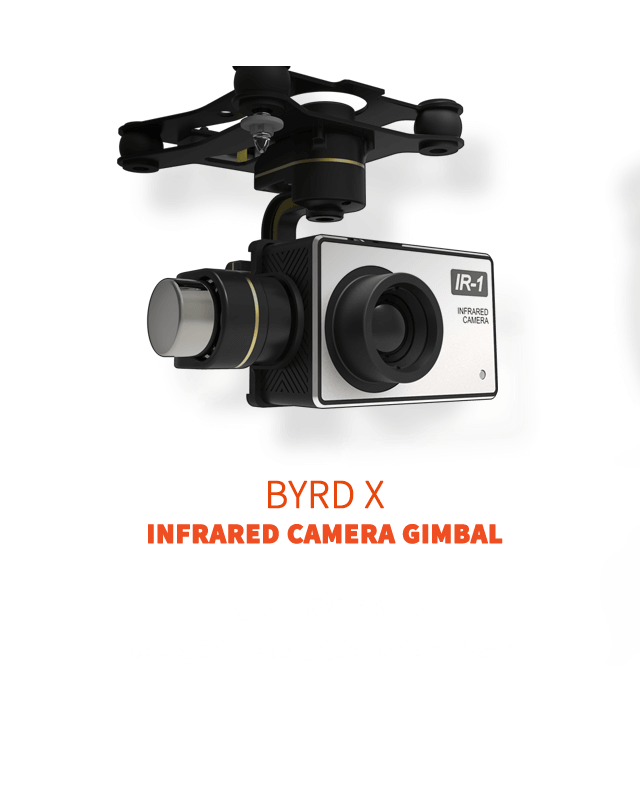 IR-1
INFRARED
CAMERA
BYRD X
INFRARED CAMERA GIMBAL